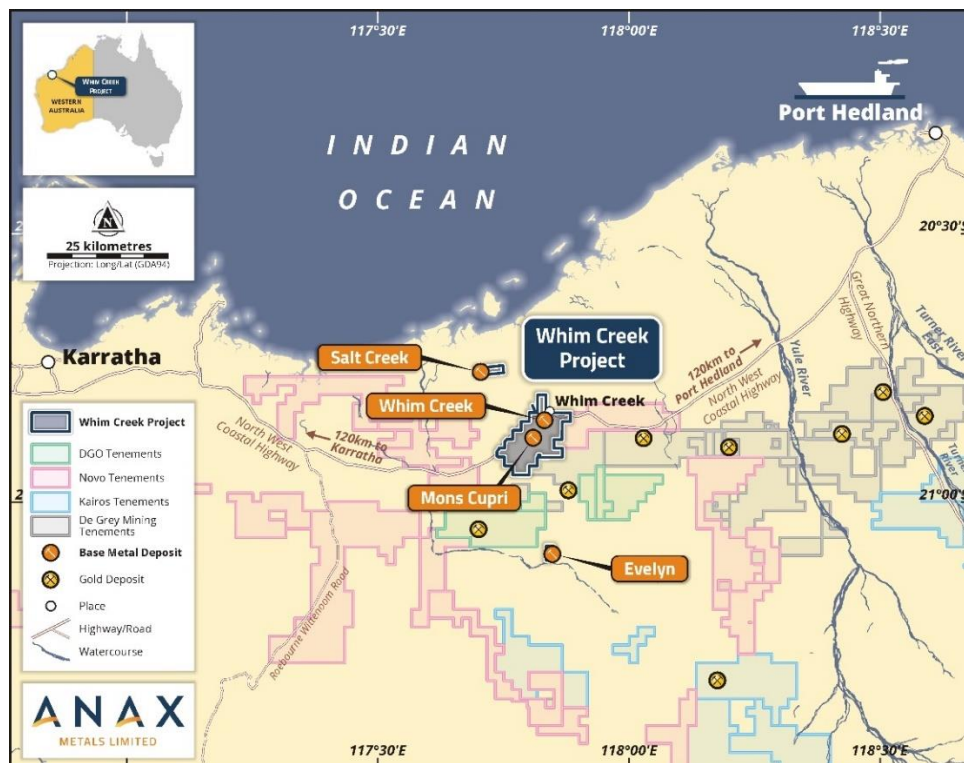 117°30'E
118°00'E
118°30'E
WHIM CREEK
PROJECT
WESTERN
AUSTRALIA
INDIAN
OCEAN
Port Hedland
N
25 kilometres
Projection: Long/Lat (GDA94)
20°30'S
Karratha
Salt Creek
Whim Creek
Project
Whim Creek
Whim Creek
Mons Cupri
Evelyn
120km to
Port Hedland
North West
Coastal Highway
Great Northern
Highway
Yule River
Turner River
East
Turner
River
North West
Coastal Highway
120km to
Karratha
Roebourne Wittenoom Road
21°00'S
Whim Creek Project
DGO Tenements
Novo Tenements
Kairos Tenements
De Grey Mining
Tenements
Base Metal Deposit
Gold Deposit
Place
Highway/Road
Watercourse
ANAX
METALS LIMITED
117°30'E
118°00'E
118°30'E